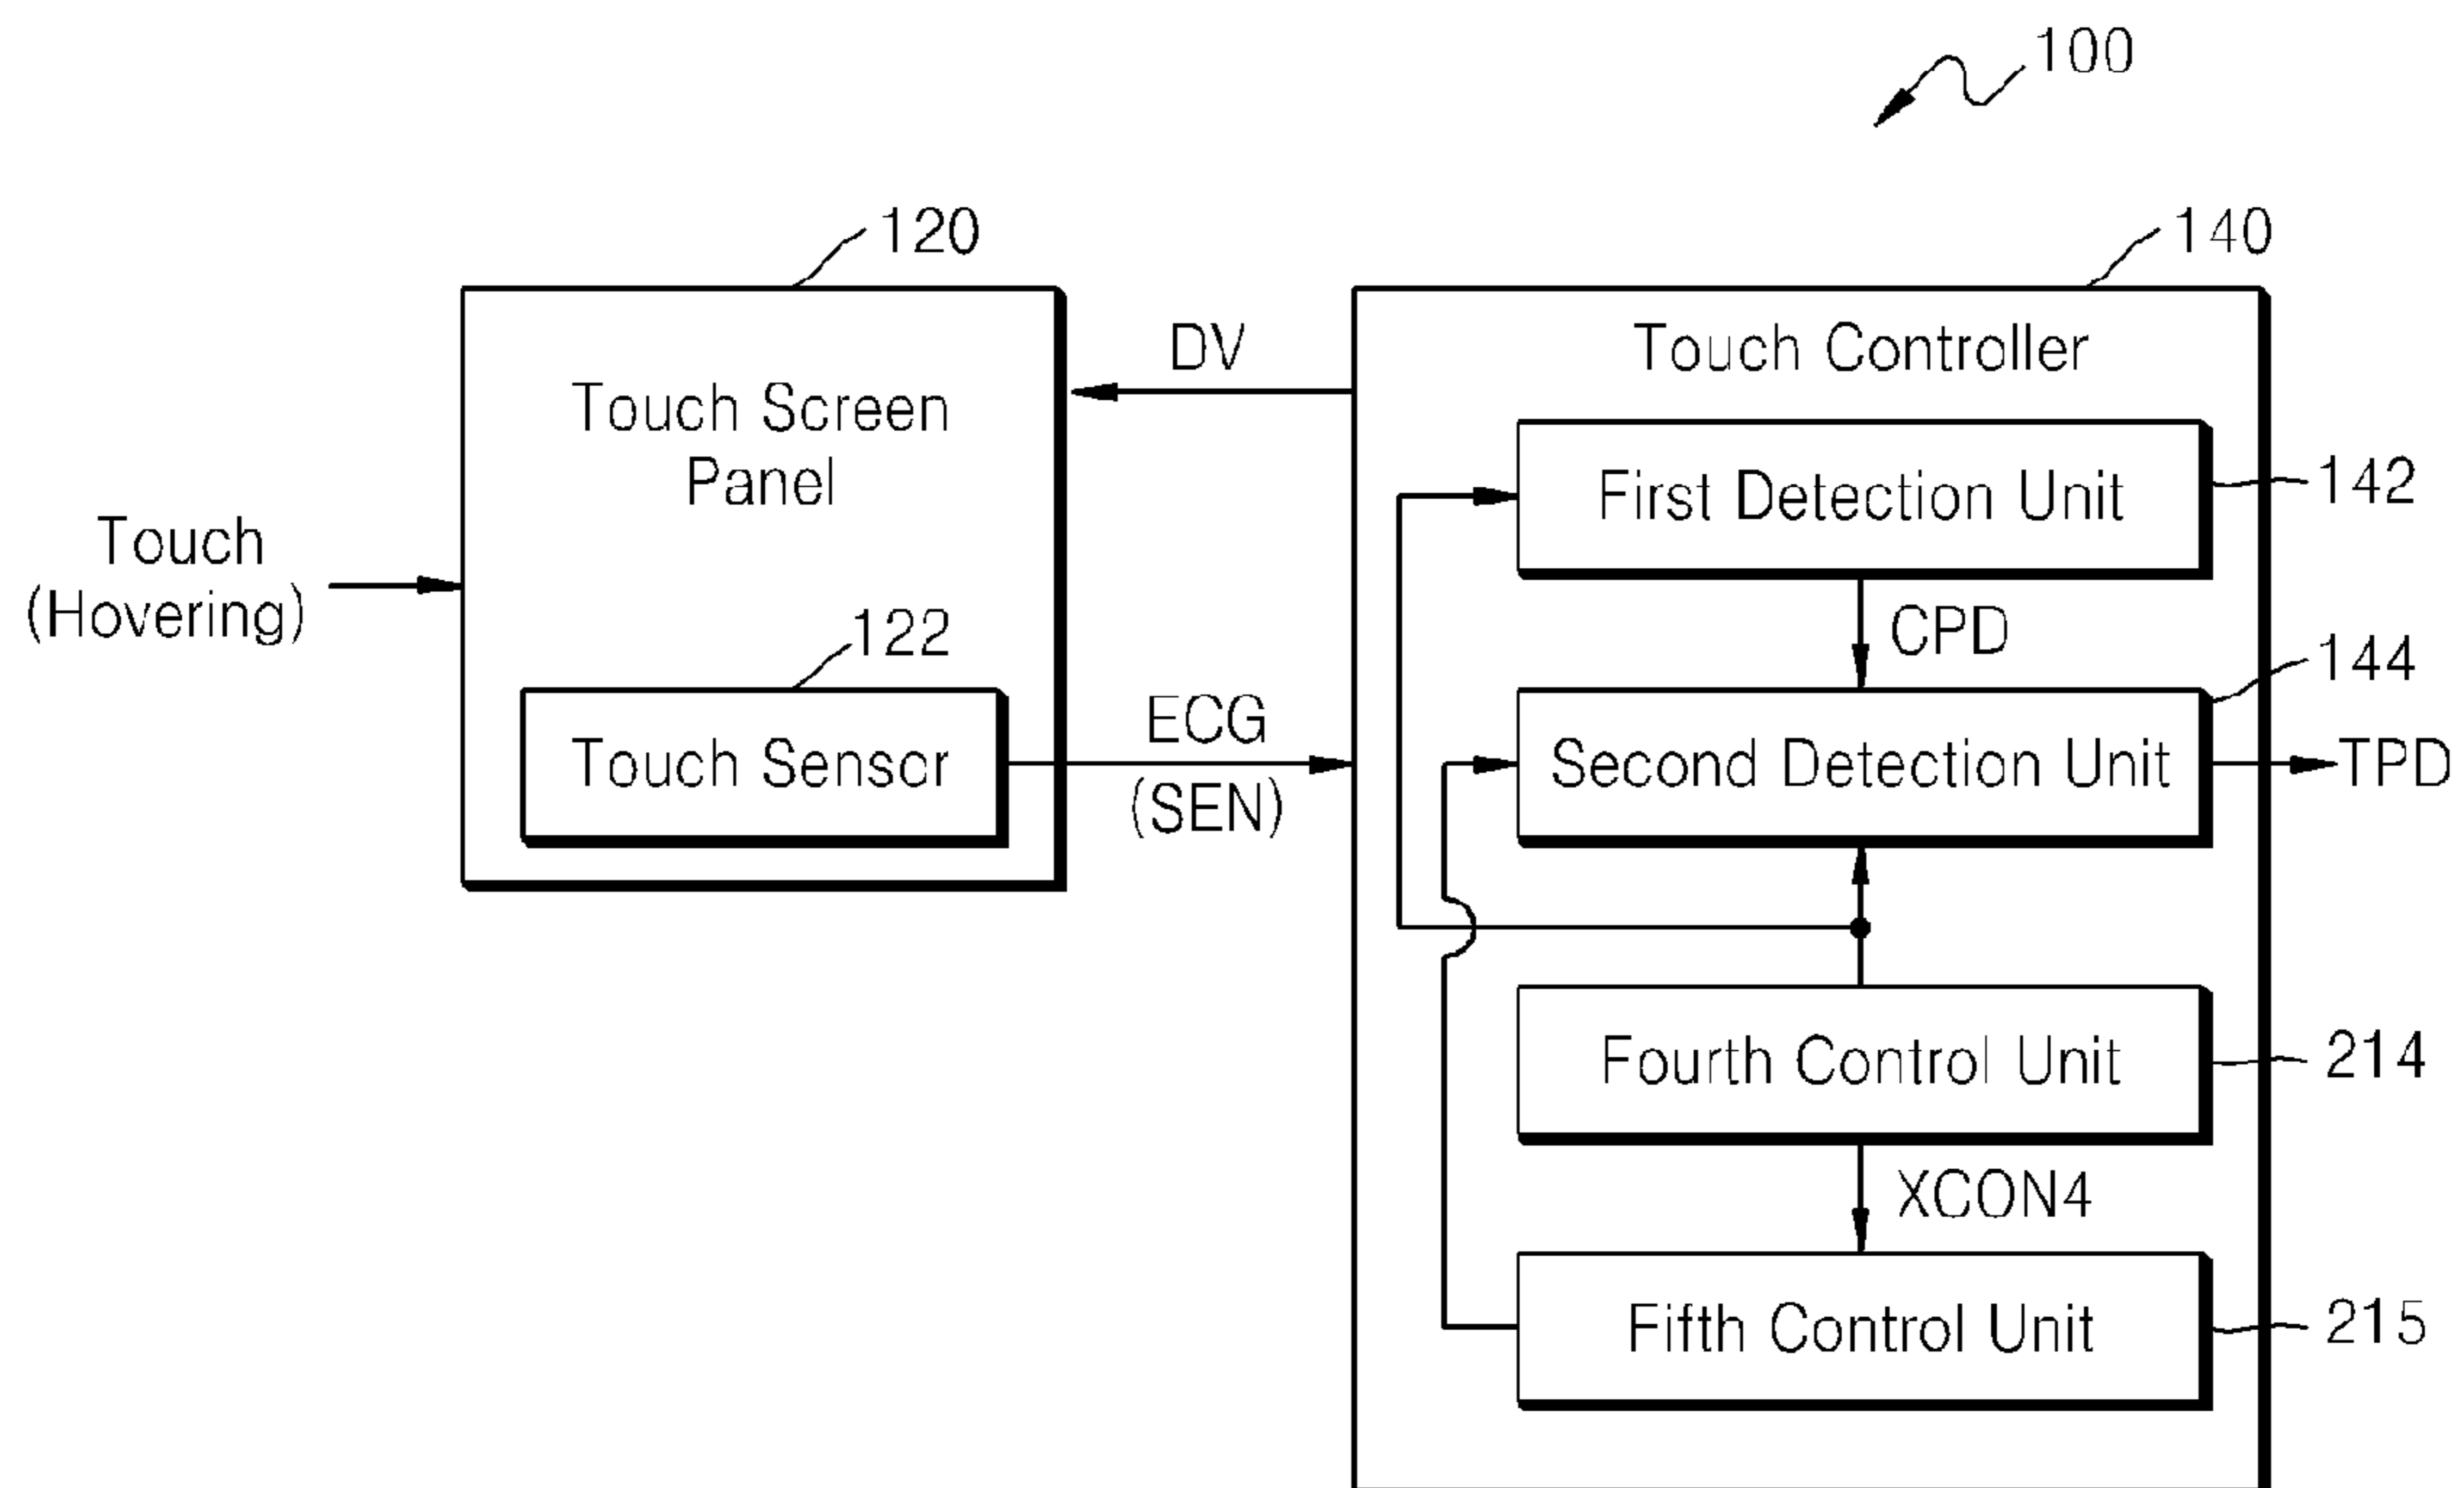 100
120
140
DV
Touch Controller
Touch Screen
Panel
First Detection Unit
142
Touch
(Hovering)
CPD
122
144
ECG
(SEN)
Touch Sensor
Second Detection Unit
TPD
Fourth Control Unit
214
XCON4
Fifth Control Unit
215